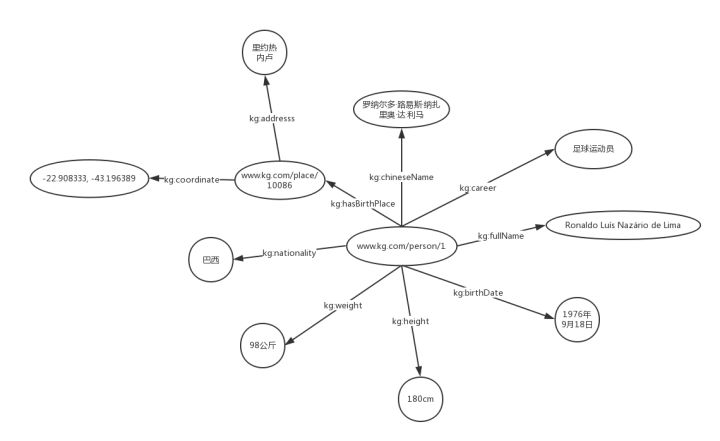 里约热
内卢
kg:addresss
罗纳尔多·路易斯·纳扎
里奥·达·利马
足球运动员
-22.908333, -43.196389
kg:coordinate
www.kg.com/place/
10086
kg:chineseName
kg:career
kg:hasBirthPlace
Ronaldo Luís Nazário de Lima
kg:fullName
www.kg.com/person/1
巴西
kg:nationality
kg:birthDate
kg:weight
kg:height
1976年
9月18日
98公斤
180cm